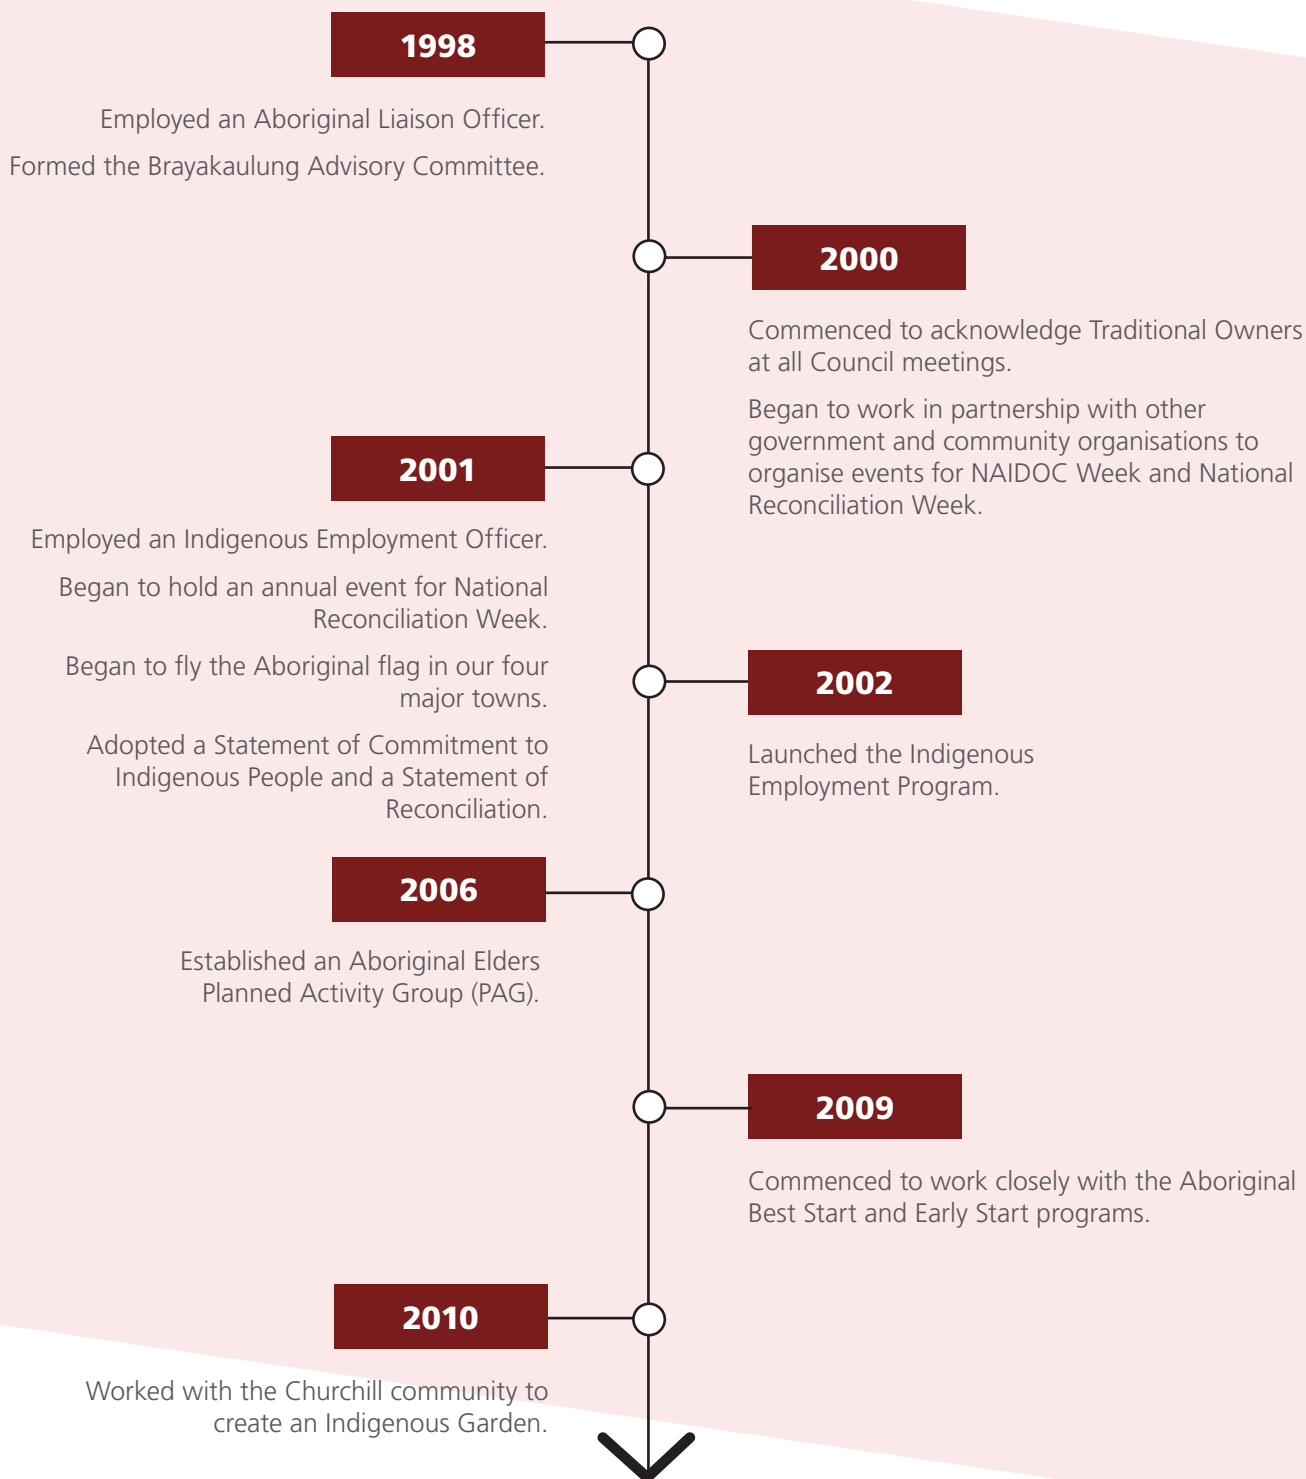 1998
Employed an Aboriginal Liaison Officer.
Formed the Brayakaulung Advisory Committee.
2000
Commenced to acknowledge Traditional Owners
at all Council meetings.
Began to work in partnership with other
government and community organisations to
organise events for NAIDOC Week and National
Reconciliation Week.
2001
Employed an Indigenous Employment Officer.
Began to hold an annual event for National
Reconciliation Week.
Began to fly the Aboriginal flag in our four
major towns.
Adopted a Statement of Commitment to
Indigenous People and a Statement of
Reconciliation.
2002
Launched the Indigenous
Employment Program.
2006
Established an Aboriginal Elders
Planned Activity Group (PAG).
2009
Commenced to work closely with the Aboriginal
Best Start and Early Start programs.
2010
Worked with the Churchill community to
create an Indigenous Garden.